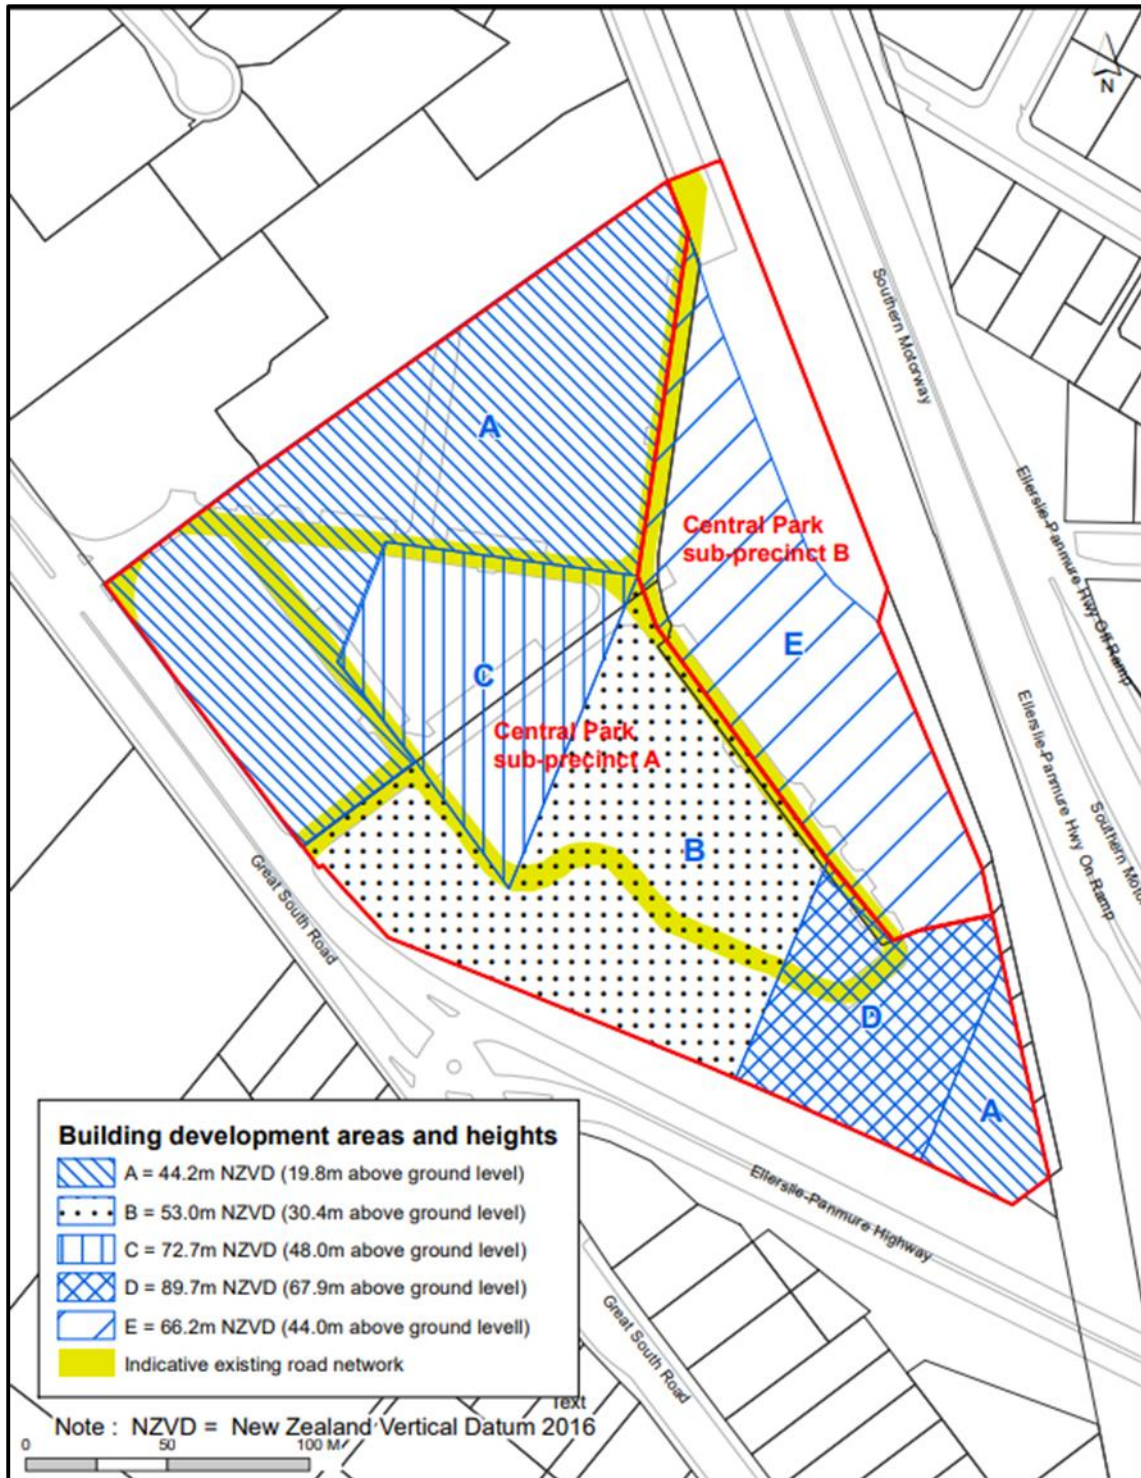 N
Southern Motorway
Ellerslie-Panmure Hwy Off Ramp
A
Central Park
sub-precinct B
E
C
Central Park
sub-precinct A
Ellerslie-Panmure Hwy On Ramp
B
Great South Road
D
A
Building development areas and heights
A = 44.2m NZVD (19.8m above ground level)
B = 53.0m NZVD (30.4m above ground level)
C = 72.7m NZVD (48.0m above ground level)
D = 89.7m NZVD (67.9m above ground level)
E = 66.2m NZVD (44.0m above ground levell)
Indicative existing road network
Ellerslie-Panmure Highway
Great South Road
Text
Note : NZVD = New Zealand Vertical Datum 2016
0 50 100 M